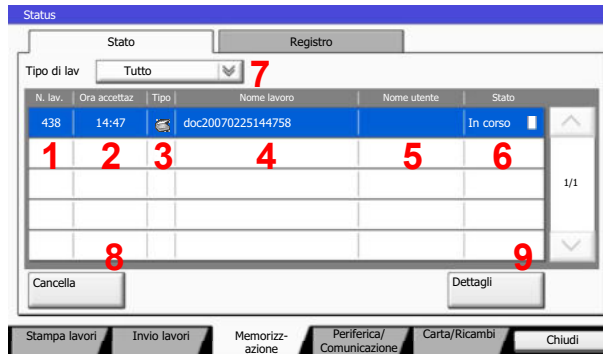 Status
Stato Registro
Tipo di lav Tutto 7
N. lav. Ora accettaz Tipo Nome lavoro Nome utente Stato
438 14:47 doc20070225144758 In corso
1 2 3 4 5 6
1/1
8 9
Cancella Dettagli
Stampa lavori Invio lavori Memorizz-
azione Periferica/
Comunicazione Carta/Ricambi Chiudi